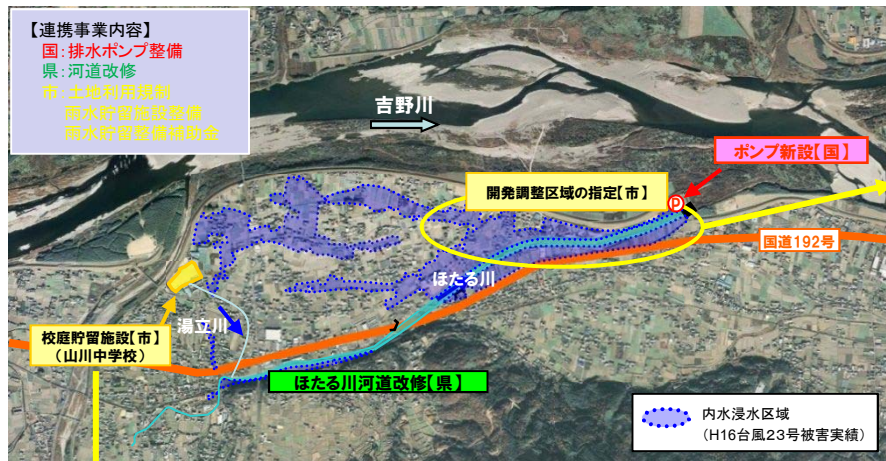 【連携事業内容】
国:排水ポンプ整備
県:河道改修
市:土地利用規制
雨水貯留施設整備
雨水貯留整備補助金
吉野川
ポンプ新設【国】
開発調整区域の指定【市】
P
国道192号
ほたる川
湯立川
校庭貯留施設【市】
(山川中学校)
ほたる川河道改修【県】
内水浸水区域
(H16台風23号被害実績)